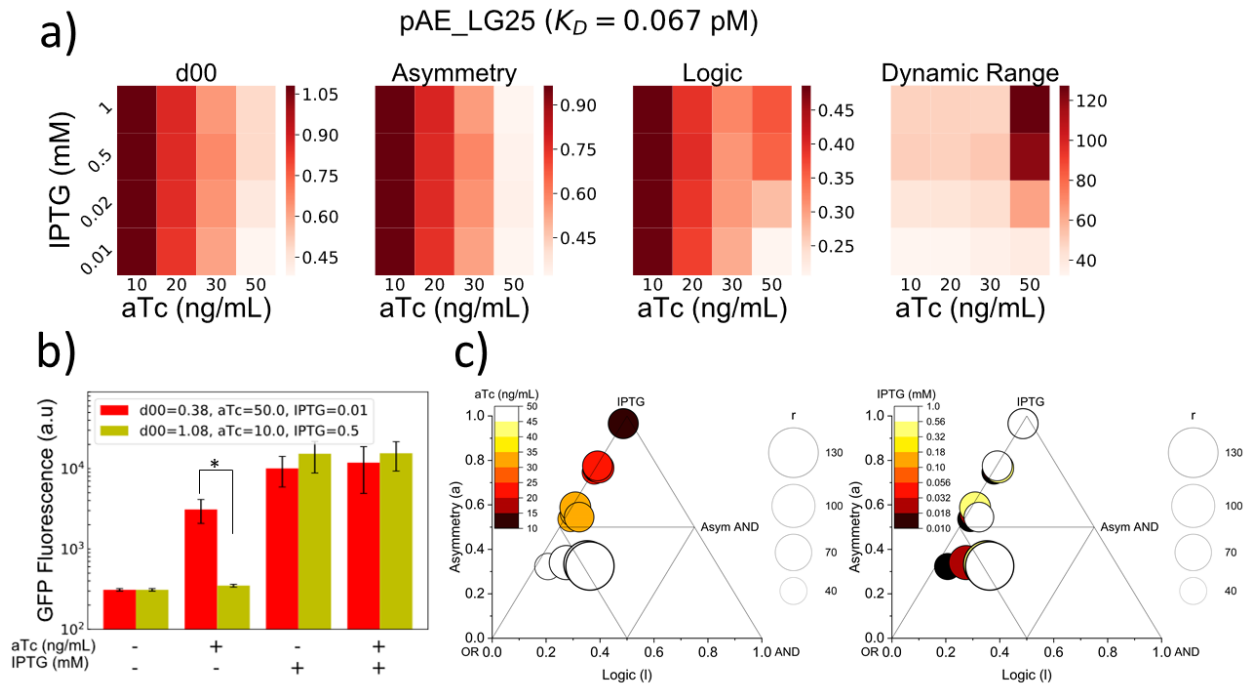 a)
pAE_LG25 (K_D = 0.067 pM)
d00
Asymmetry
Logic
Dynamic Range
IPTG (mM)
1
0.5
0.02
0.01
1.05
0.90
0.75
0.60
0.45
0.90
0.75
0.60
0.45
0.45
0.40
0.35
0.30
0.25
120
100
80
60
40
10 20 30 50
10 20 30 50
10 20 30 50
10 20 30 50
aTc (ng/mL)
aTc (ng/mL)
aTc (ng/mL)
aTc (ng/mL)
b)
GFP Fluorescence (a.u)
10^4
10^3
10^2
d00=0.38, aTc=50.0, IPTG=0.01
d00=1.08, aTc=10.0, IPTG=0.5
*
aTc (ng/mL) - + - +
IPTG (mM) - - + +
c)
aTc (ng/mL)
50
45
40
35
30
25
20
15
10
IPTG
r
130
100
70
40
Asymmetry (a)
1.0
0.8
0.6
0.4
0.2
0.0
Asym AND
OR 0.0 0.2 0.4 0.6 0.8 1.0 AND
Logic (l)
IPTG (mM)
1.0
0.56
0.32
0.18
0.10
0.056
0.032
0.018
0.010
IPTG
r
130
100
70
40
Asymmetry (a)
1.0
0.8
0.6
0.4
0.2
0.0
Asym AND
OR 0.0 0.2 0.4 0.6 0.8 1.0 AND
Logic (l)